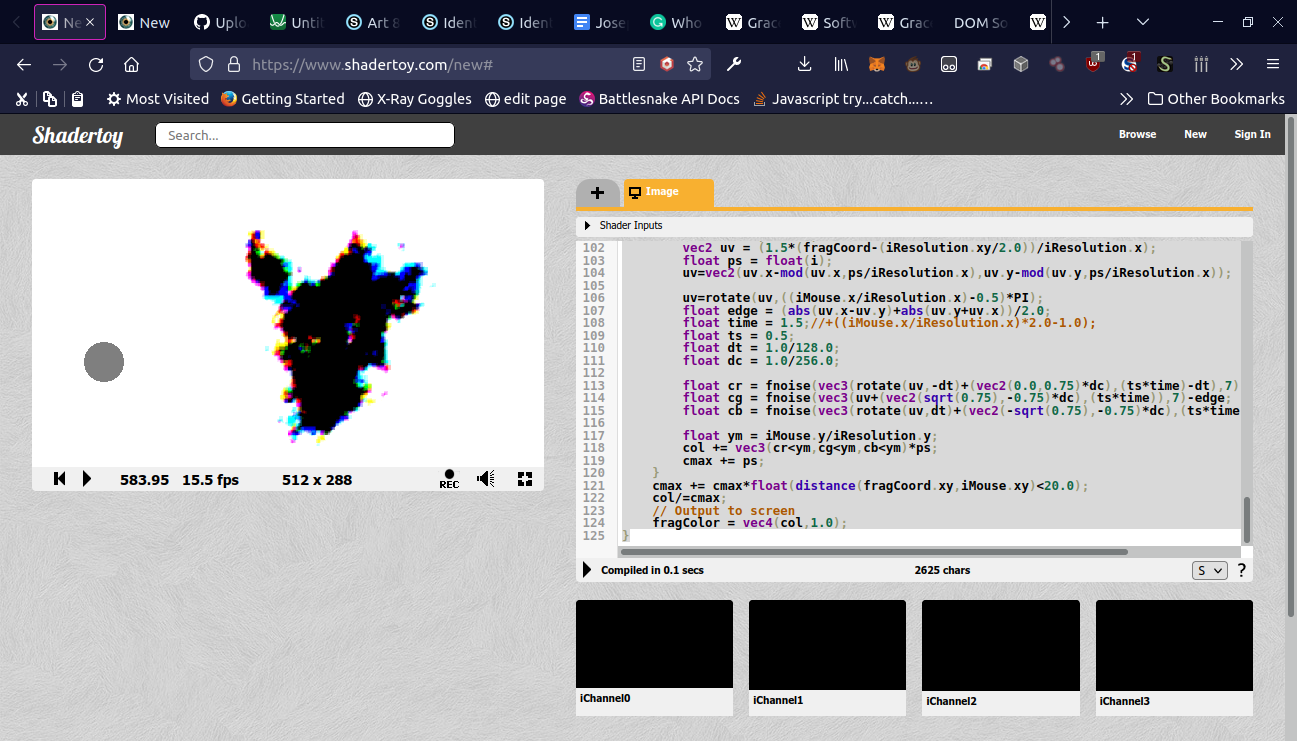 Ne
New
Uplo
Unti
Art 8
Iden
Iden
Jose
Who
Grac
Softw
Grac
DOM So
https://www.shadertoy.com/new#
1
1
Most Visited
Getting Started
X-Ray Goggles
edit page
Battlesnake API Docs
Javascript try...catch...…
Other Bookmarks
Shadertoy
Search...
Browse
New
Sign In
Image
Shader Inputs
102 vec2 uv = (1.5*(fragCoord-(iResolution.xy/2.0))/iResolution.x);
103 float ps = float(i);
104 uv=vec2(uv.x-mod(uv.x,ps/iResolution.x),uv.y-mod(uv.y,ps/iResolution.x));
105
106 uv=rotate(uv,((iMouse.x/iResolution.x)-0.5)*PI);
107 float edge = (abs(uv.x-uv.y)+abs(uv.y+uv.x))/2.0;
108 float time = 1.5;//+((iMouse.x/iResolution.x)*2.0-1.0);
109 float ts = 0.5;
110 float dt = 1.0/128.0;
111 float dc = 1.0/256.0;
112
113 float cr = fnoise(vec3(rotate(uv,-dt)+(vec2(0.0,0.75)*dc),(ts*time)-dt),7)
114 float cg = fnoise(vec3(uv+(vec2(sqrt(0.75),-0.75)*dc),(ts*time)),7)-edge;
115 float cb = fnoise(vec3(rotate(uv,dt)+(vec2(-sqrt(0.75),-0.75)*dc),(ts*time
116
117 float ym = iMouse.y/iResolution.y;
118 col += vec3(cr<ym,cg<ym,cb<ym)*ps;
119 cmax += ps;
120 }
121 cmax += cmax*float(distance(fragCoord.xy,iMouse.xy)<20.0);
122 col/=cmax;
123 // Output to screen
124 fragColor = vec4(col,1.0);
125 }
583.95 15.5 fps 512 x 288
REC
Compiled in 0.1 secs
2625 chars
S
?
iChannel0
iChannel1
iChannel2
iChannel3